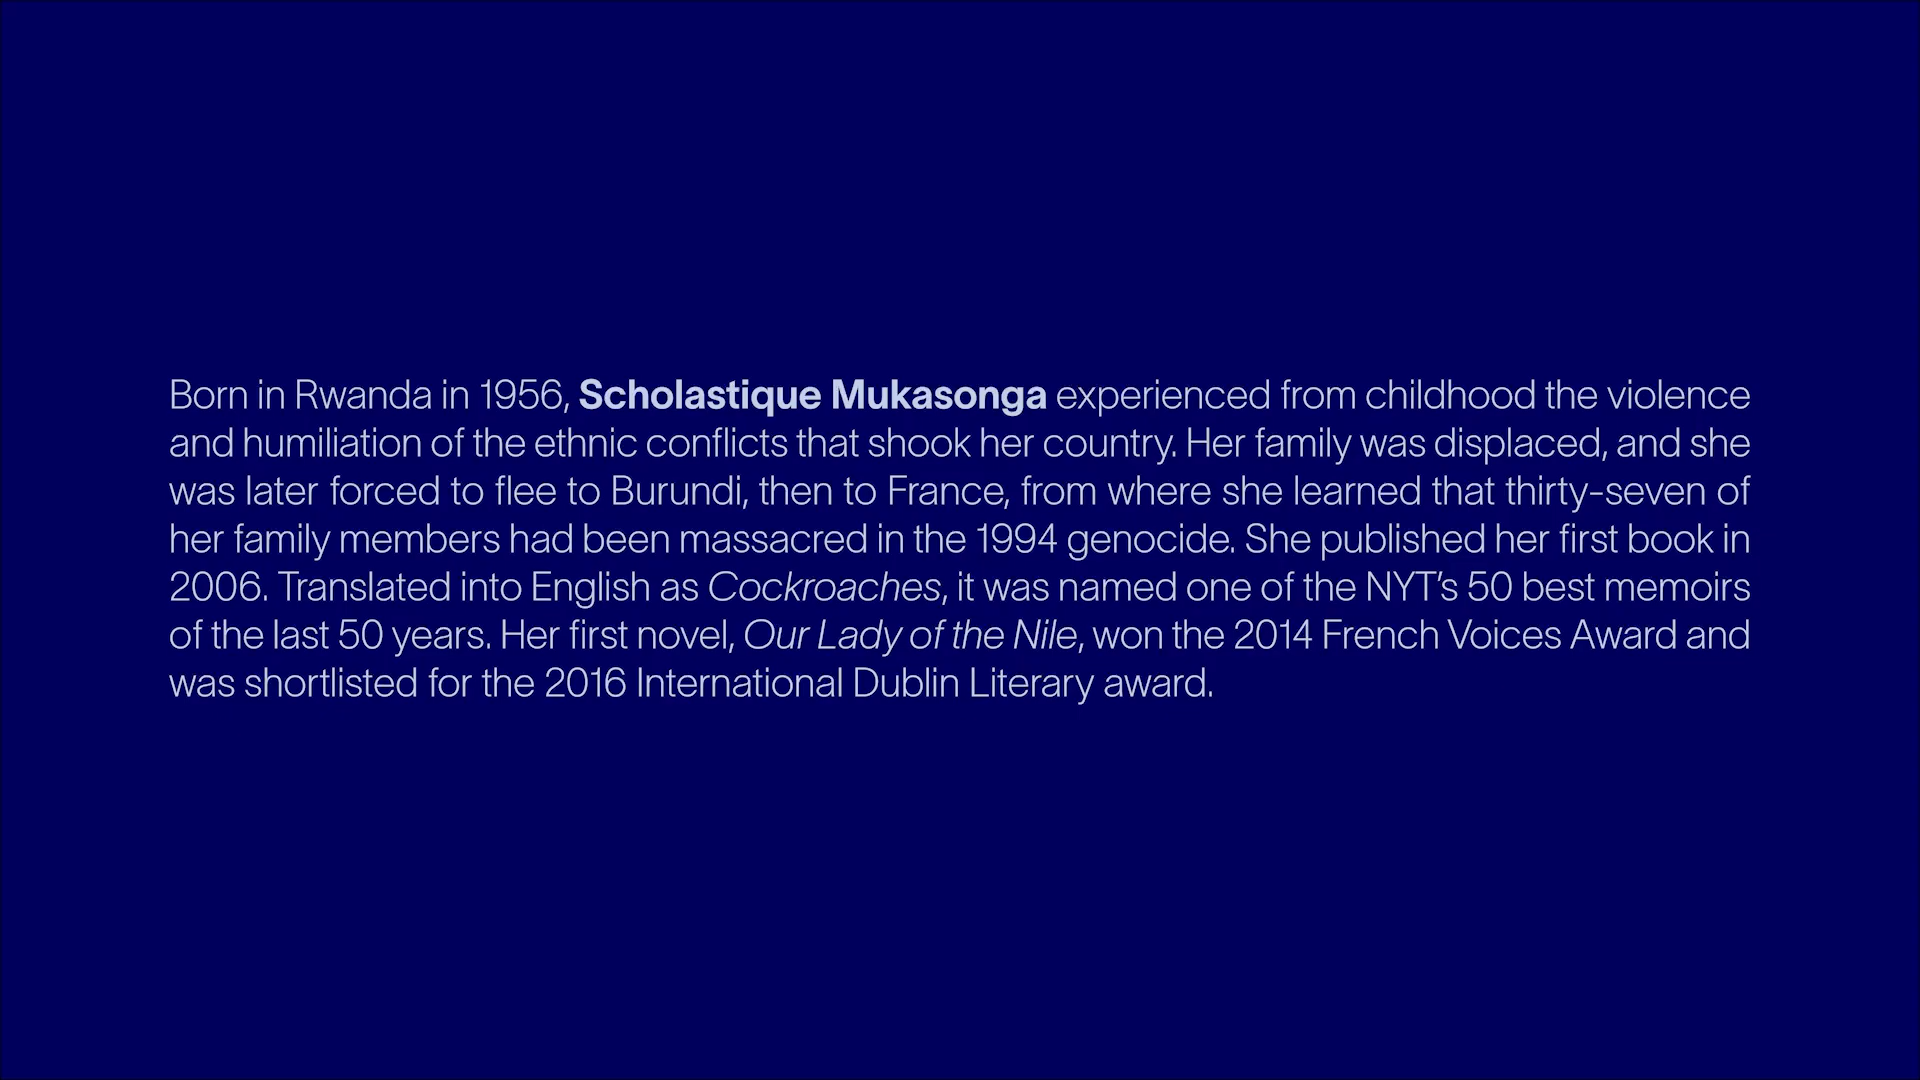 Born in Rwanda in 1956, Scholastique Mukasonga experienced from childhood the violence
and humiliation of the ethnic conflicts that shook her country. Her family was displaced, and she
was later forced to flee to Burundi, then to France, from where she learned that thirty-seven of
her family members had been massacred in the 1994 genocide. She published her first book in
2006. Translated into English as Cockroaches, it was named one of the NYT’s 50 best memoirs
of the last 50 years. Her first novel, Our Lady of the Nile, won the 2014 French Voices Award and
was shortlisted for the 2016 International Dublin Literary award.